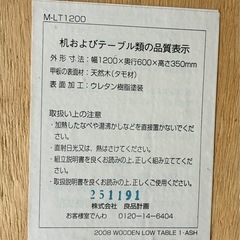 M-LT1200
机およびテーブル類の品質表示
外形寸法：幅1200×奥行600×高さ350mm
甲板の表面材：天然木（タモ材）
表面加工：ウレタン樹脂塗装
取扱い上の注意
・加熱したなべや湯沸かしなどを直接置かないでください。
・直射日光又は、熱はさけてください。
・組立説明書を良くお読みの上、正しく組み立ててください。
・取扱説明書を良くお読みの上、正しくご使用ください。
251191
株式会社 良品計画
お客様室でんわ 0120-14-6404
2008 WOODEN LOW TABLE 1・ASH